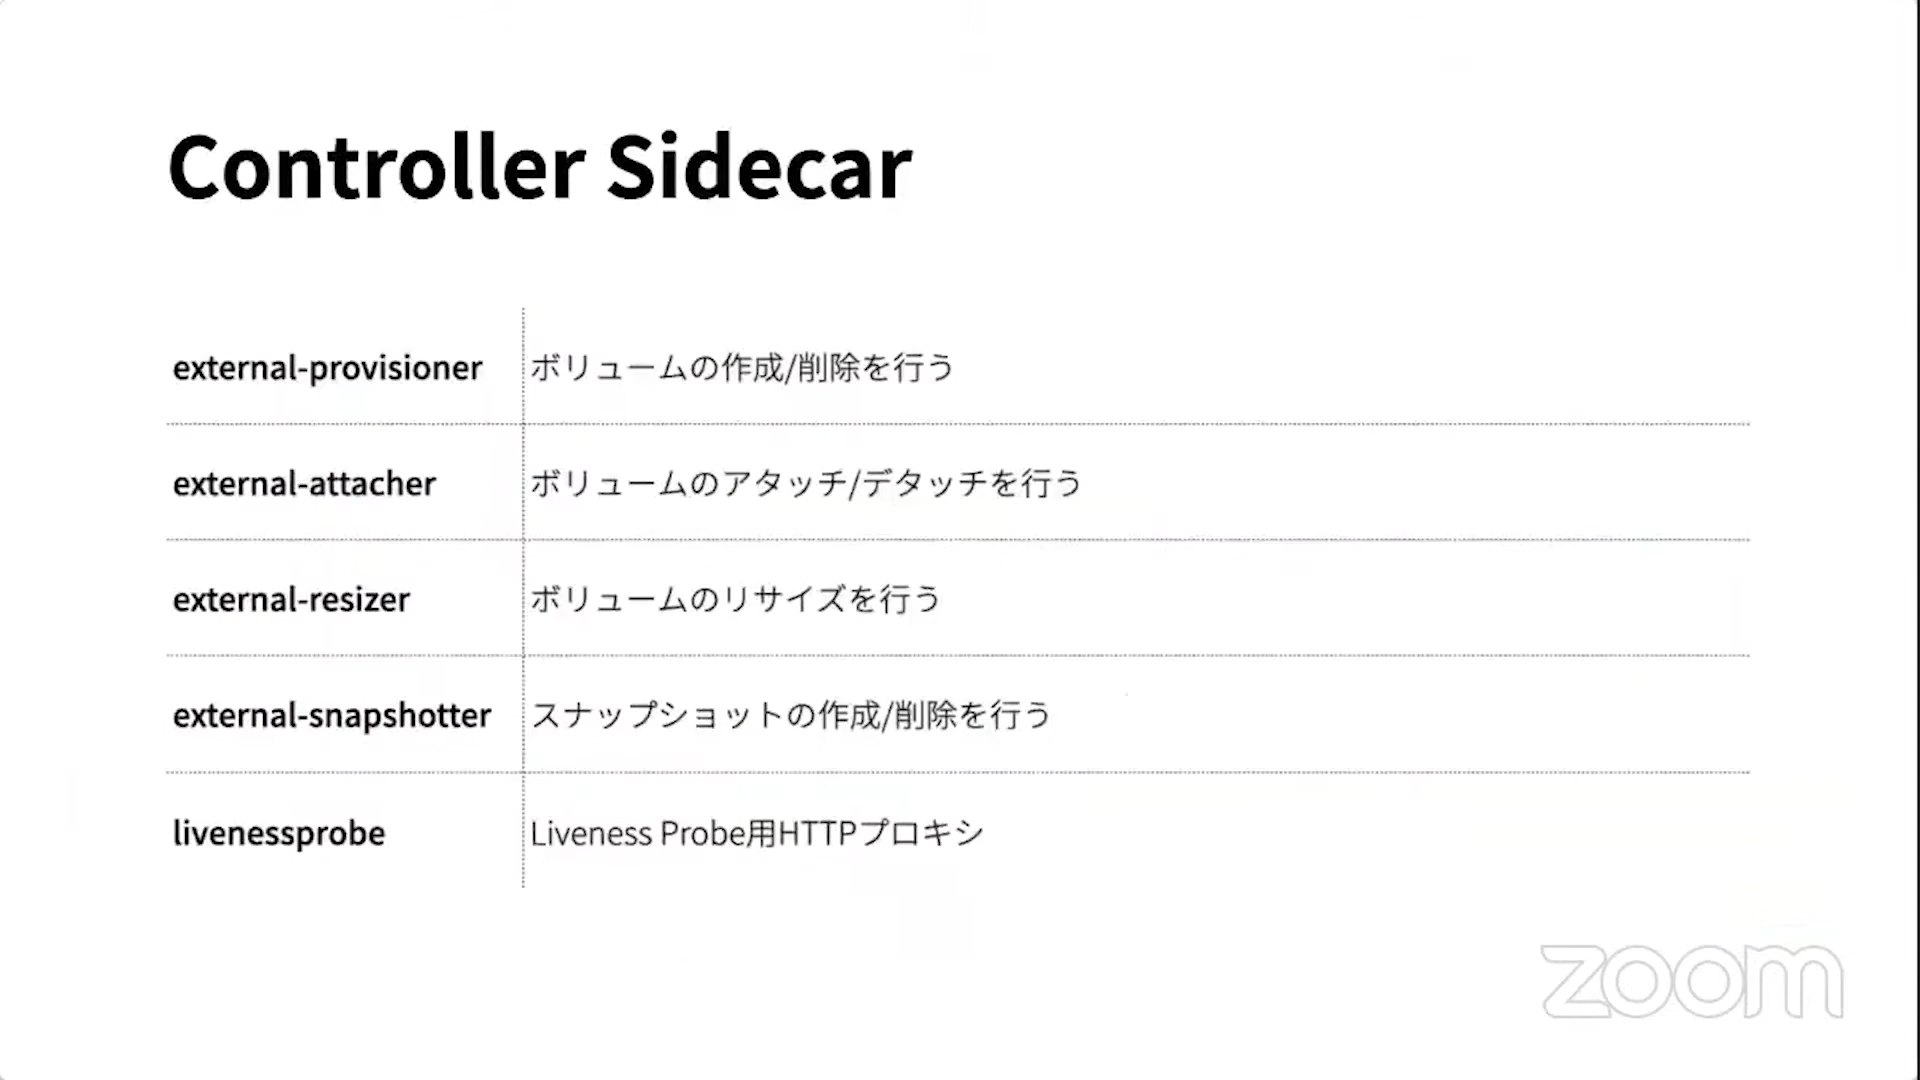 Controller Sidecar
external-provisioner ボリュームの作成/削除を行う
external-attacher ボリュームのアタッチ/デタッチを行う
external-resizer ボリュームのリサイズを行う
external-snapshotter スナップショットの作成/削除を行う
livenessprobe Liveness Probe用HTTPプロキシ
zoom